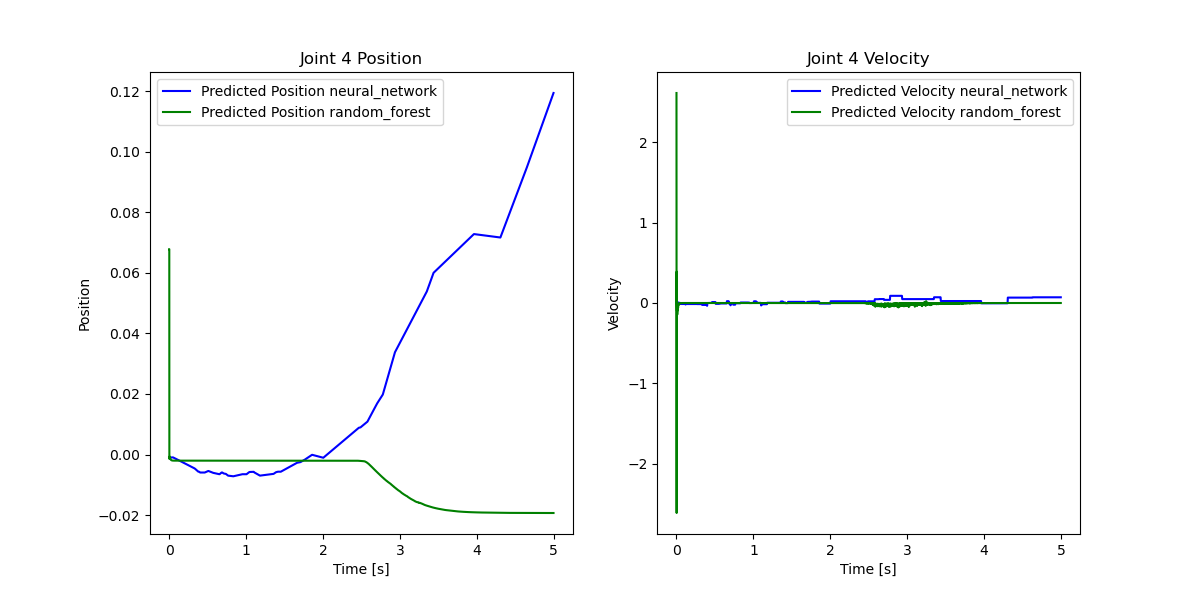 Joint 4 Position
Predicted Position neural_network
Predicted Position random_forest
0.12
0.10
0.08
0.06
0.04
0.02
0.00
−0.02
Position
0 1 2 3 4 5
Time [s]
Joint 4 Velocity
Predicted Velocity neural_network
Predicted Velocity random_forest
2
1
0
−1
−2
Velocity
0 1 2 3 4 5
Time [s]